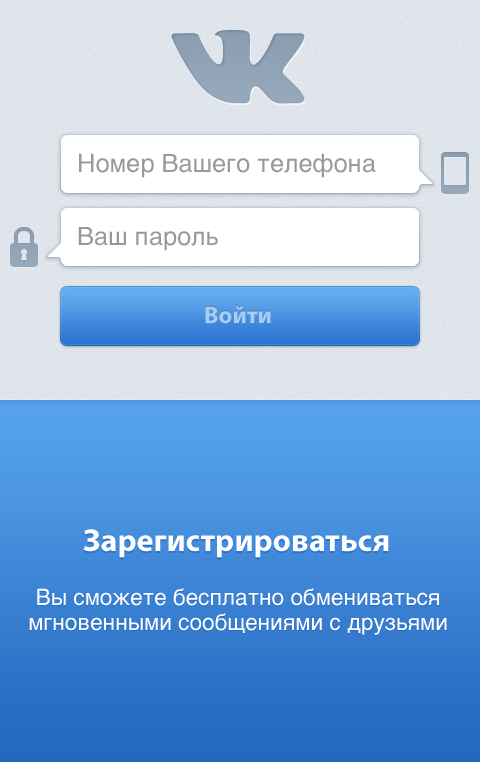 VK
Номер Вашего телефона
Ваш пароль
Войти
Зарегистрироваться
Вы сможете бесплатно обмениваться
мгновенными сообщениями с друзьями